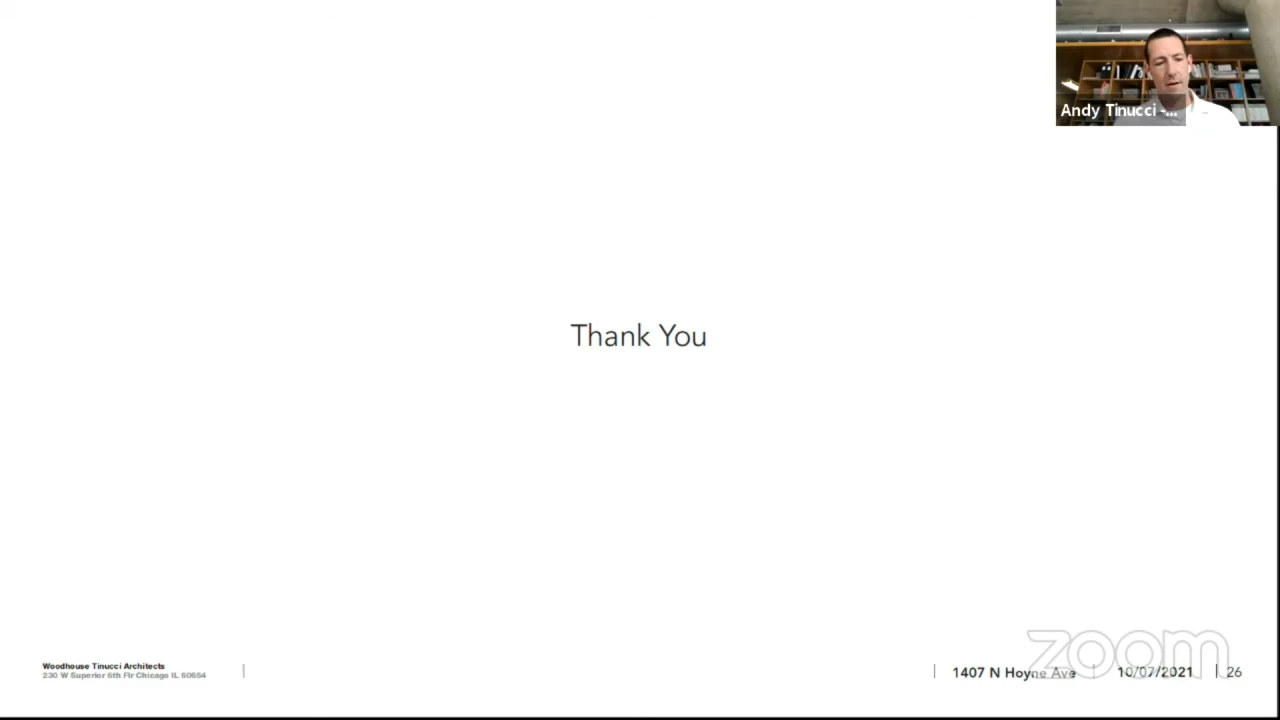 Andy Tinucci -...
Thank You
Woodhouse Tinucci Architects
230 W Superior 6th Flr Chicago IL 60654
1407 N Hoyne Ave
10/07/2021
26
zoom